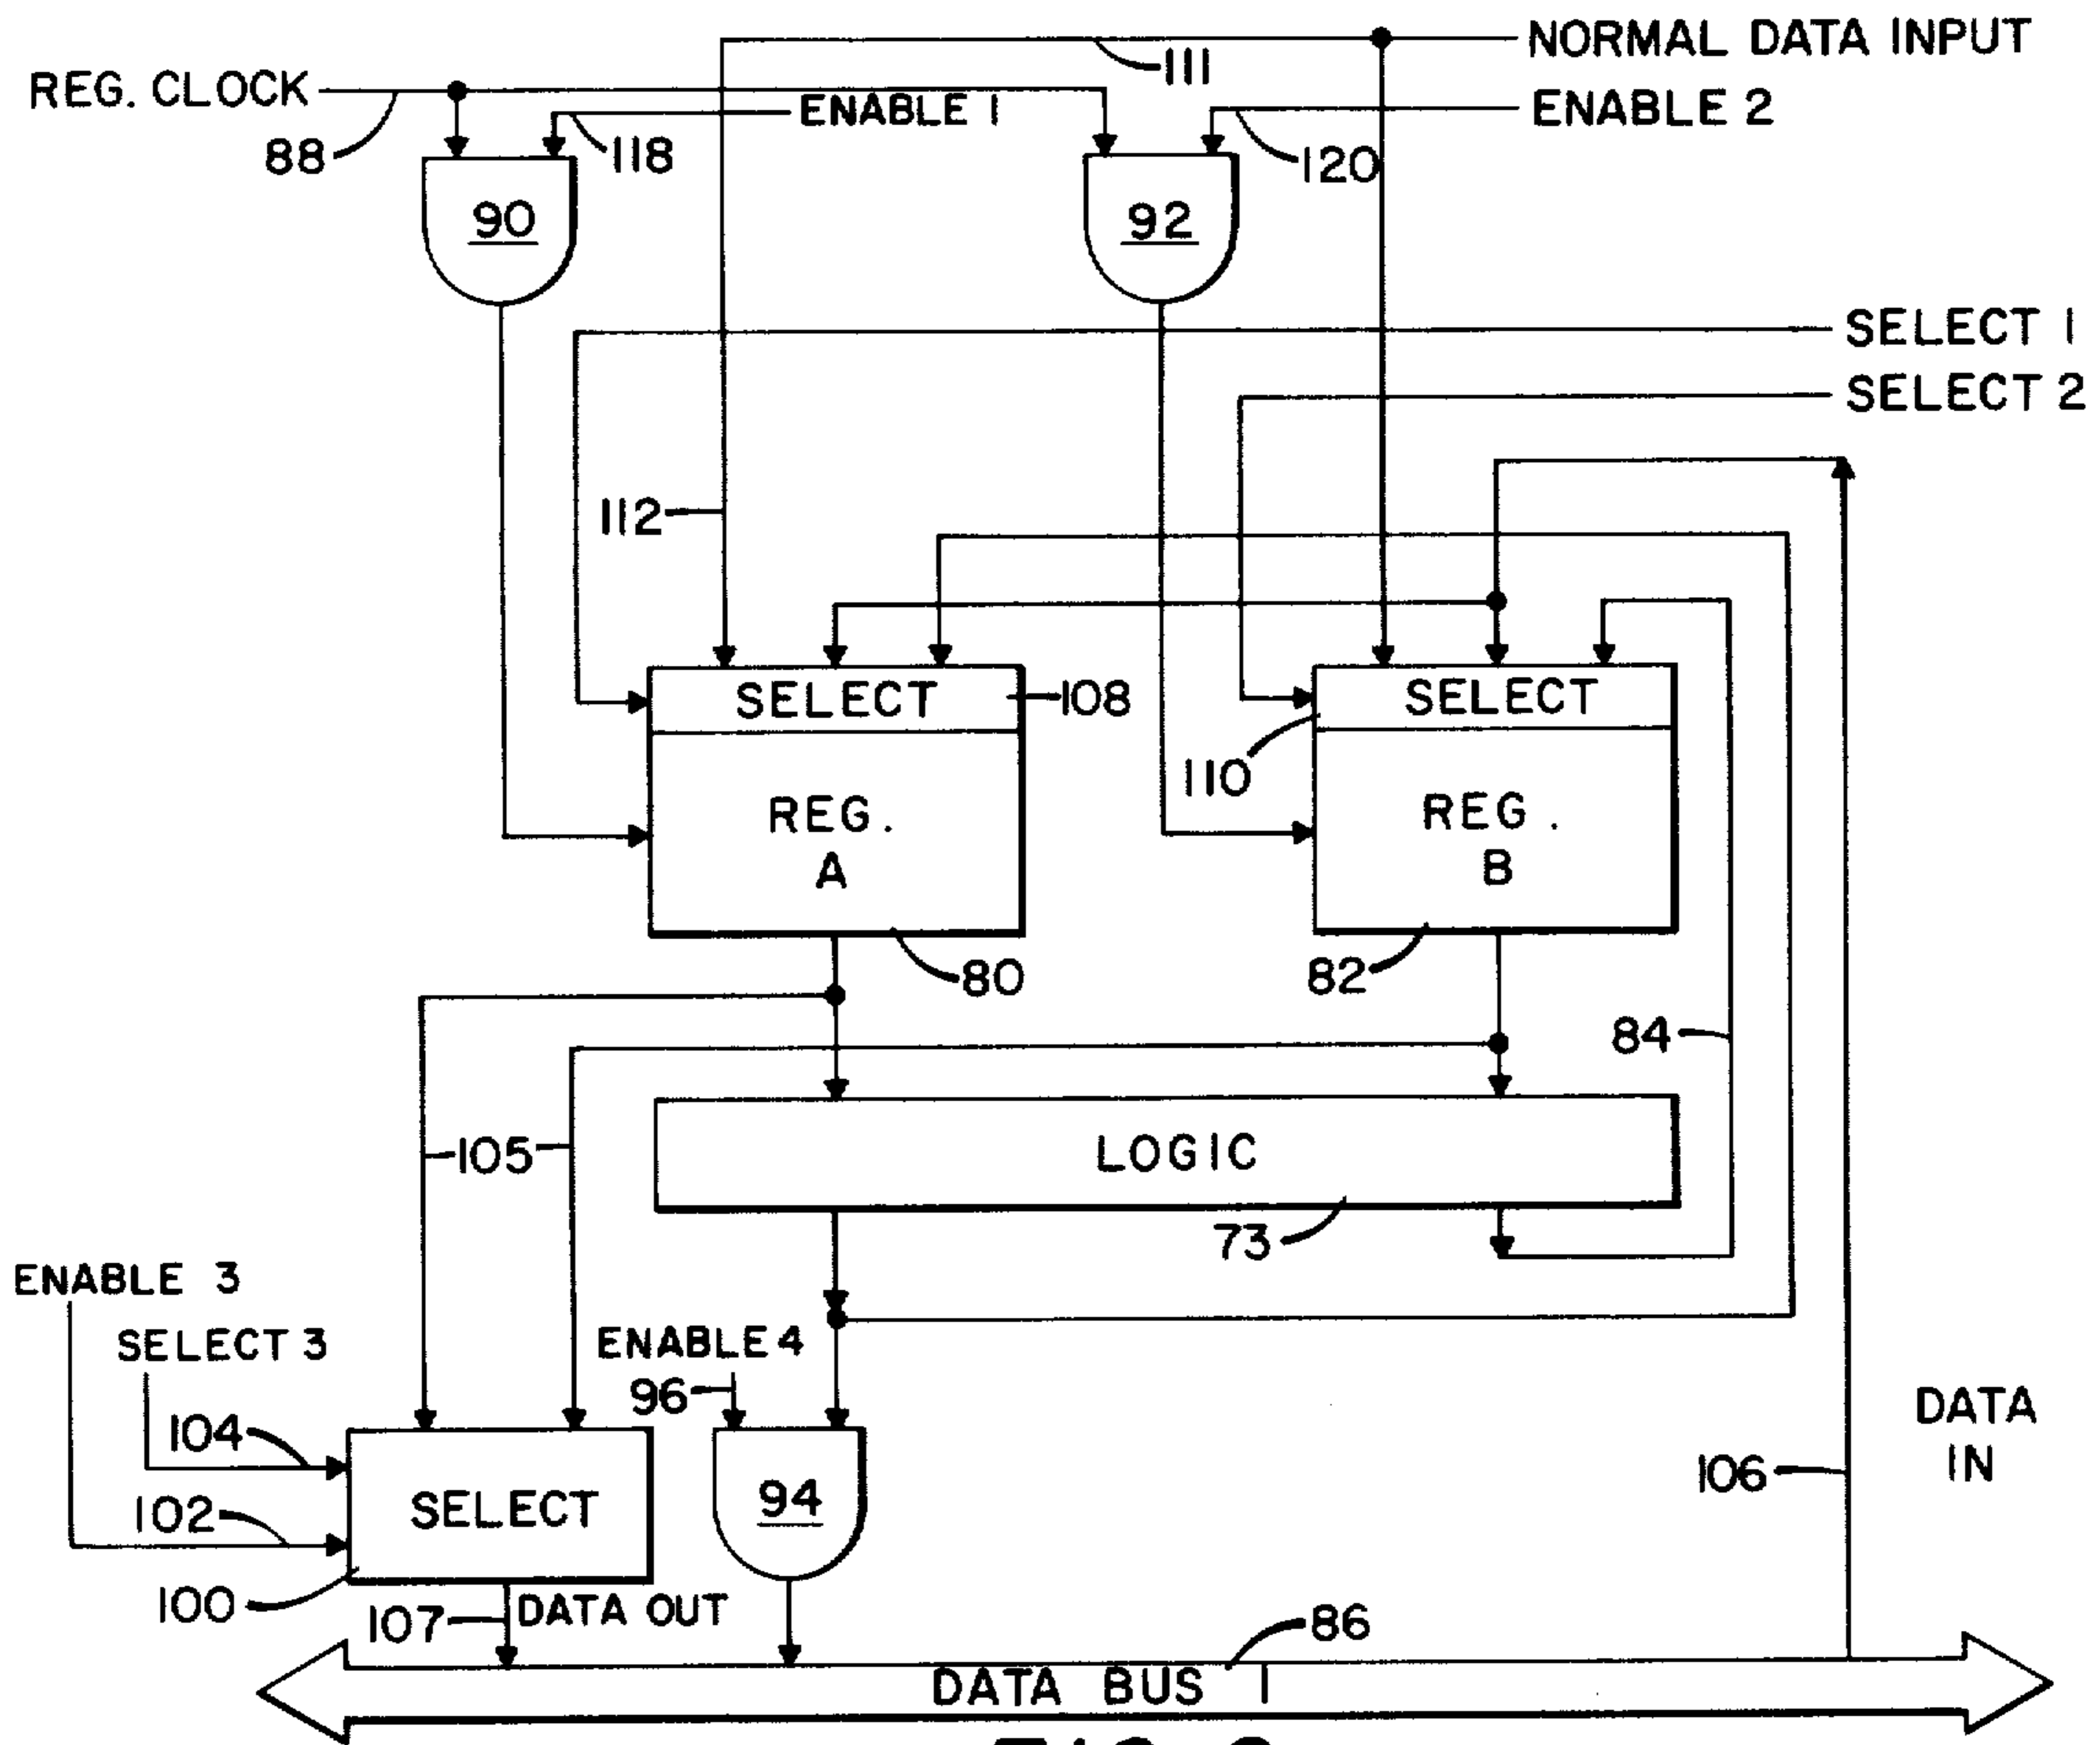 NORMAL DATA INPUT
111
REG. CLOCK
ENABLE 1
ENABLE 2
88
118
120
90
92
SELECT 1
SELECT 2
112
SELECT
108
SELECT
110
REG.
A
REG.
B
80
82
84
105
LOGIC
73
ENABLE 3
SELECT 3
ENABLE 4
96
DATA
IN
104
106
102
SELECT
94
100
107
DATA OUT
86
DATA BUS 1